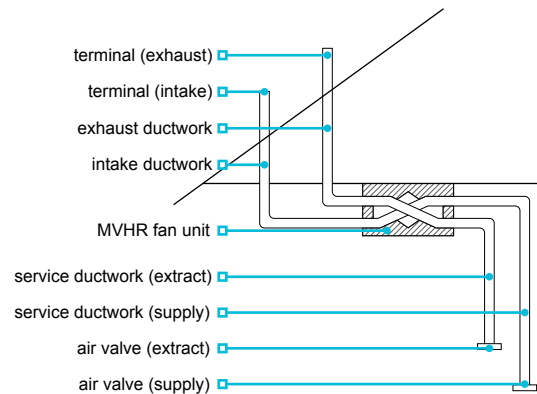 terminal (exhaust)
terminal (intake)
exhaust ductwork
intake ductwork
MVHR fan unit
service ductwork (extract)
service ductwork (supply)
air valve (extract)
air valve (supply)